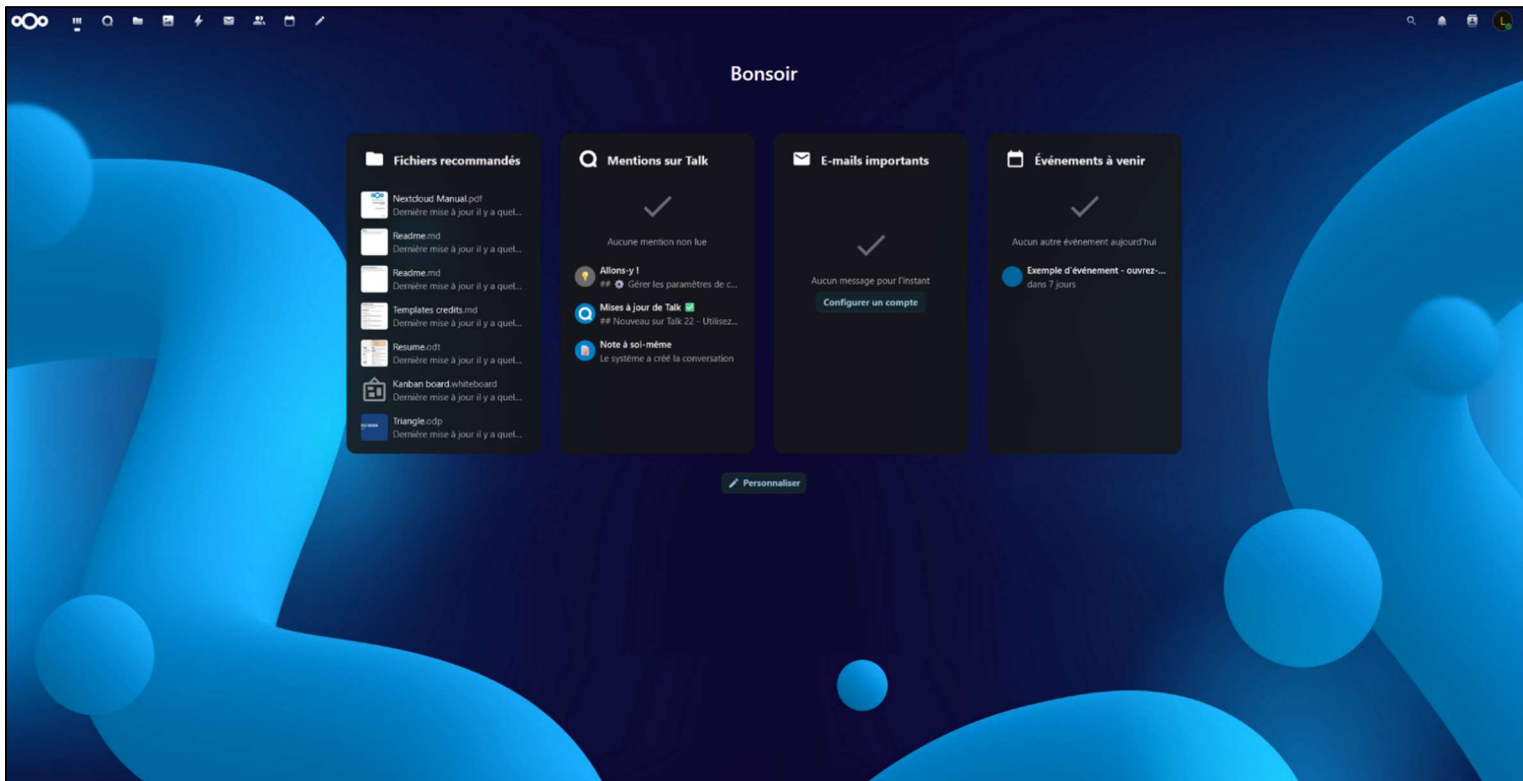 Bonsoir
L
Fichiers recommandés
Nextcloud Manual.pdf
Dernière mise à jour il y a quel...
Readme.md
Dernière mise à jour il y a quel...
Readme.md
Dernière mise à jour il y a quel...
Templates credits.md
Dernière mise à jour il y a quel...
Resume.odt
Dernière mise à jour il y a quel...
Kanban board.whiteboard
Dernière mise à jour il y a quel...
Triangle.odp
Dernière mise à jour il y a quel...
Mentions sur Talk
Aucune mention non lue
Allons-y !
## ⚙️ Gérer les paramètres de c...
Mises à jour de Talk ✅
## Nouveau sur Talk 22 - Utilisez...
Note à soi-même
Le système a créé la conversation
E-mails importants
Aucun message pour l'instant
Configurer un compte
Événements à venir
Aucun autre événement aujourd'hui
Exemple d'événement - ouvrez-...
dans 7 jours
Personnaliser